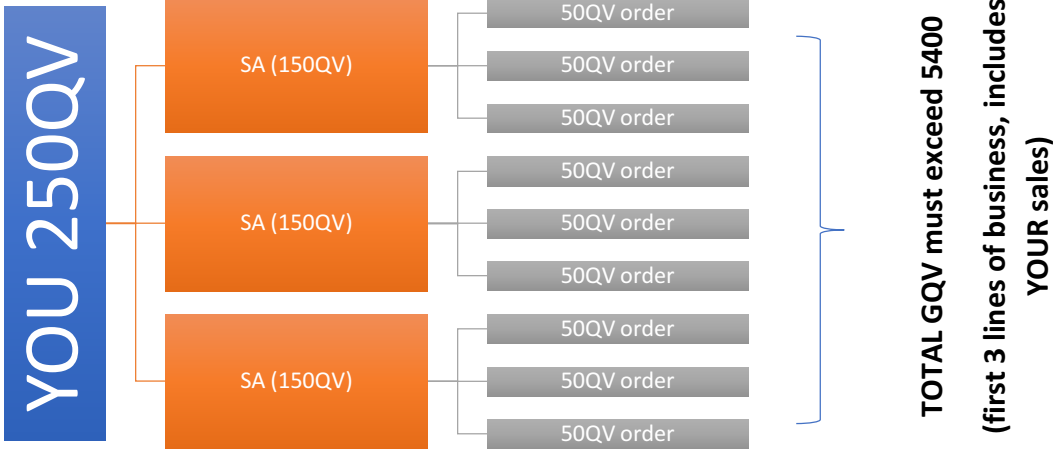 YOU 250QV
SA (150QV)
50QV order
50QV order
50QV order
SA (150QV)
50QV order
50QV order
50QV order
SA (150QV)
50QV order
50QV order
50QV order
TOTAL GQV must exceed 5400
(first 3 lines of business, includes
YOUR sales)